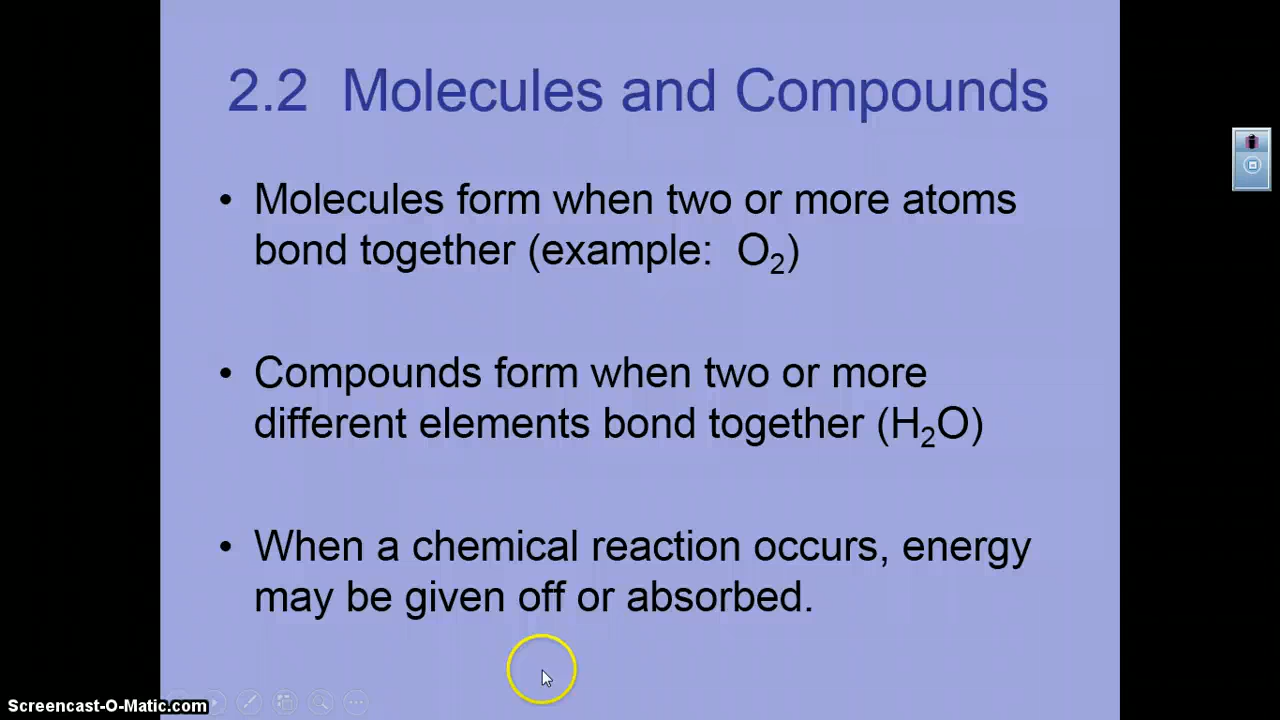 2.2 Molecules and Compounds
• Molecules form when two or more atoms
bond together (example: O₂)
• Compounds form when two or more
different elements bond together (H₂O)
• When a chemical reaction occurs, energy
may be given off or absorbed.
Screencast-O-Matic.com